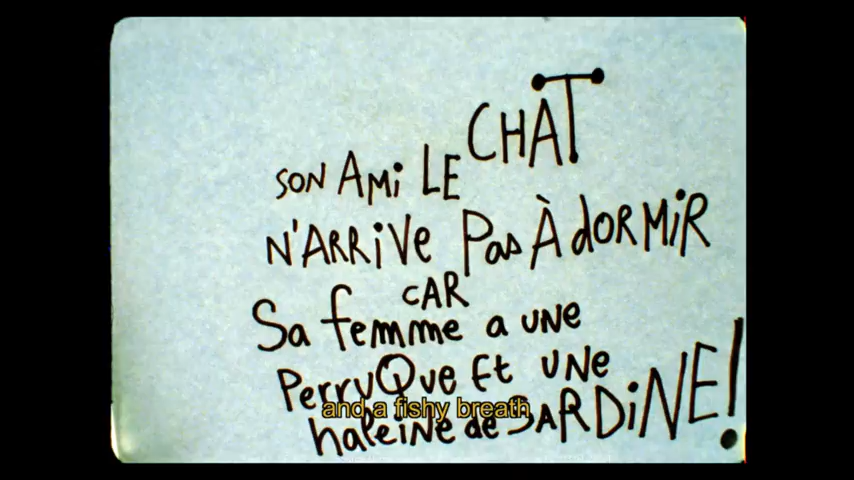 SON AMi LE CHAT
N'ARRiVe Pas À dORMiR
CAR
Sa femme a UNe
PerruQue et UNe
haleiNe de SARDiNE!
and a fishy breath